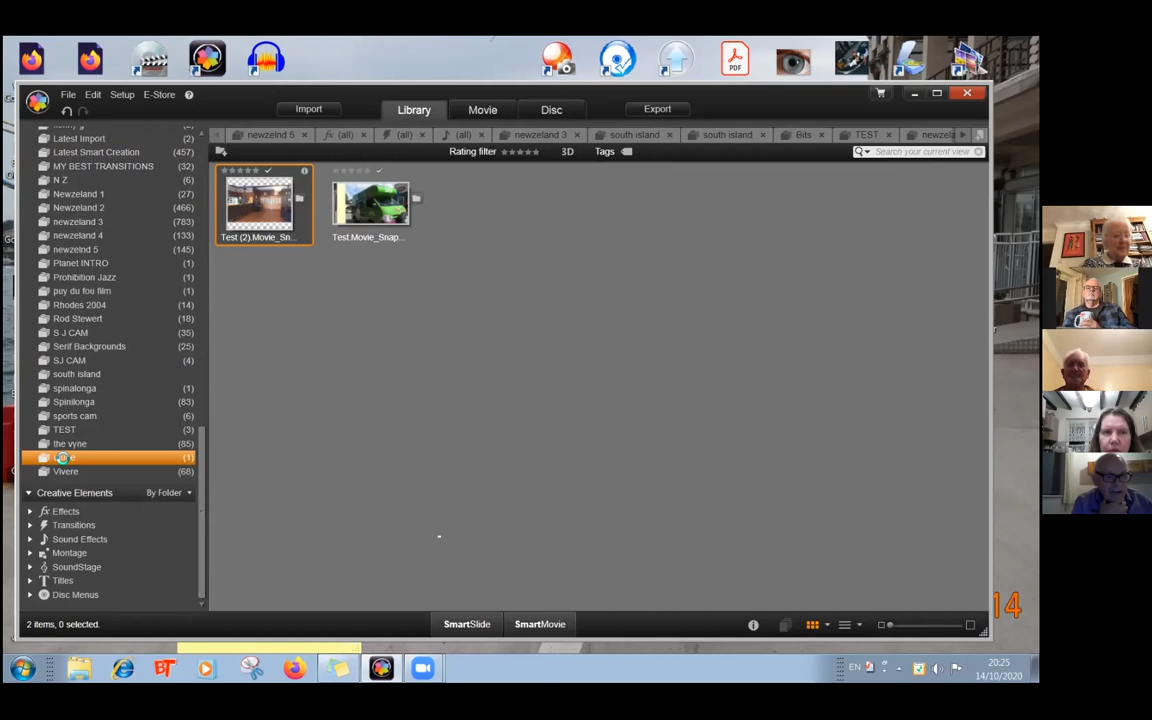 PDF
File Edit Setup E-Store
Import Library Movie Disc Export
newzelnd 5 (all) (all) (all) newzeland 3 south island south island Bits TEST
Rating filter 3D Tags Search your current view
Latest Import (2)
Latest Smart Creation (457)
MY BEST TRANSITIONS (32)
N Z (6)
Newzeland 1 (27)
Newzeland 2 (466)
newzeland 3 (783)
newzeland 4 (133)
newzelnd 5 (145)
Planet INTRO (1)
Prohibition Jazz (1)
puy du fou film (1)
Rhodes 2004 (14)
Rod Stewert (18)
S J CAM (35)
Serif Backgrounds (25)
SJ CAM (4)
south island
spinalonga (1)
Spinilonga (83)
sports cam (6)
TEST (3)
the vyne (85)
(1)
Vivere (68)
Test (2).Movie_Sn... Test.Movie_Snap...
Creative Elements By Folder
fx Effects
Transitions
Sound Effects
Montage
SoundStage
Titles
Disc Menus
2 items, 0 selected. SmartSlide SmartMovie
14
BT
EN 20:25
14/10/2020